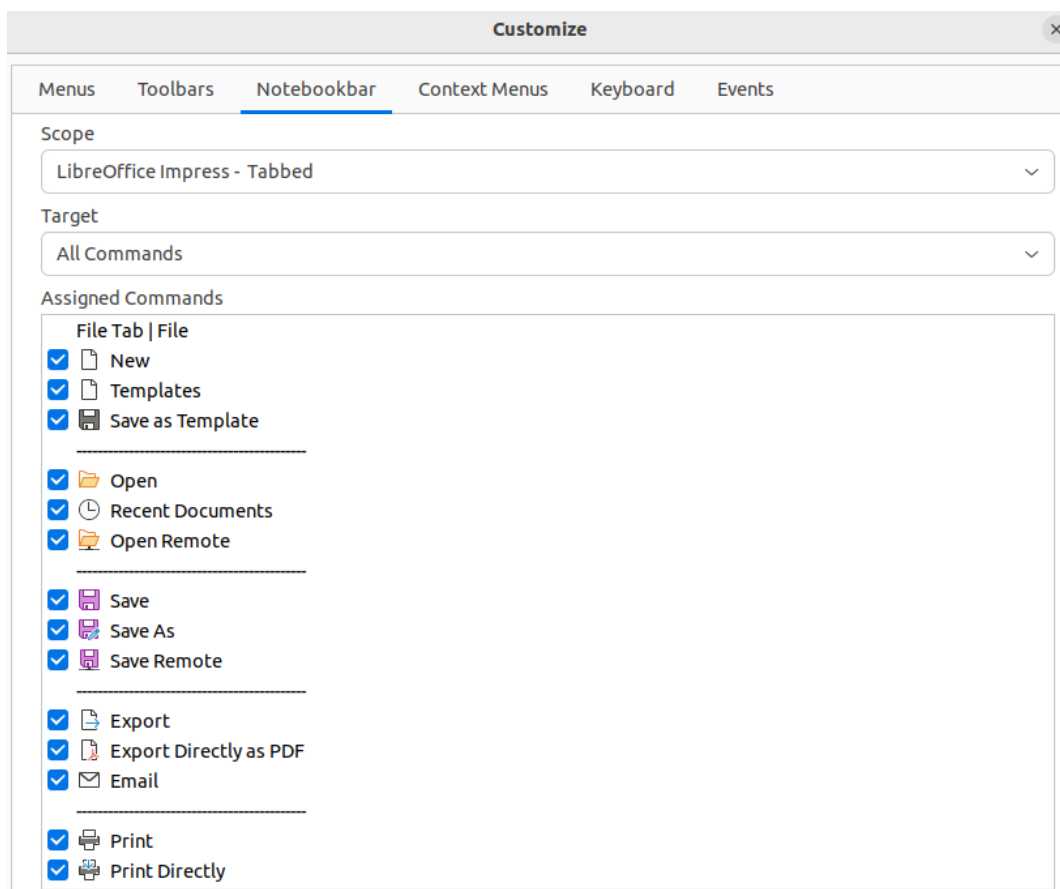 Customize
Menus Toolbars Notebookbar Context Menus Keyboard Events
Scope
LibreOffice Impress - Tabbed
Target
All Commands
Assigned Commands
File Tab | File
New
Templates
Save as Template
--------------------------------------------
Open
Recent Documents
Open Remote
--------------------------------------------
Save
Save As
Save Remote
--------------------------------------------
Export
Export Directly as PDF
Email
--------------------------------------------
Print
Print Directly